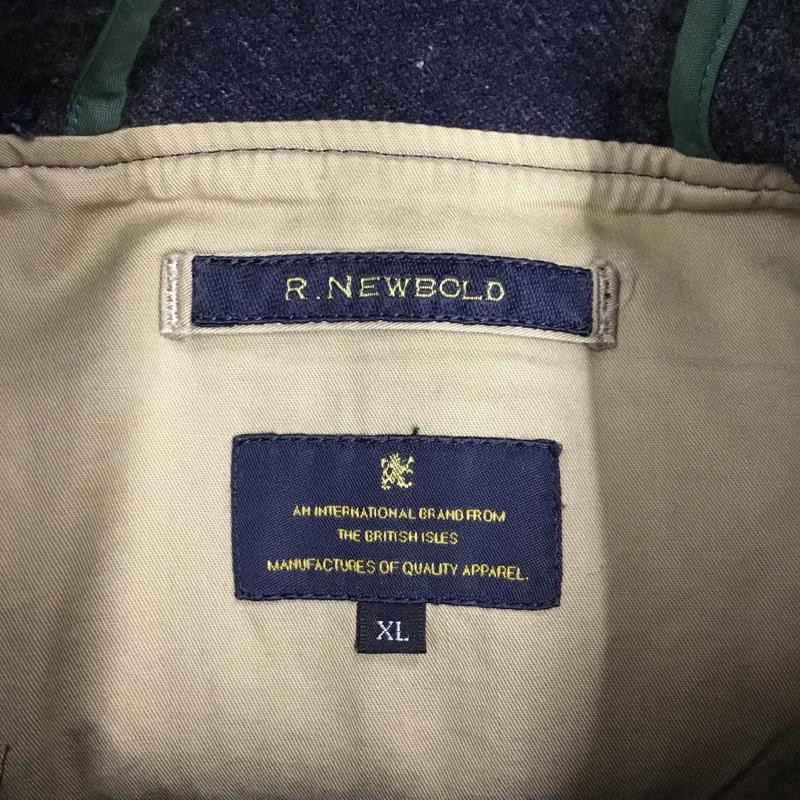 R. NEWBOLD
AN INTERNATIONAL BRAND FROM
THE BRITISH ISLES
MANUFACTURES OF QUALITY APPAREL.
XL